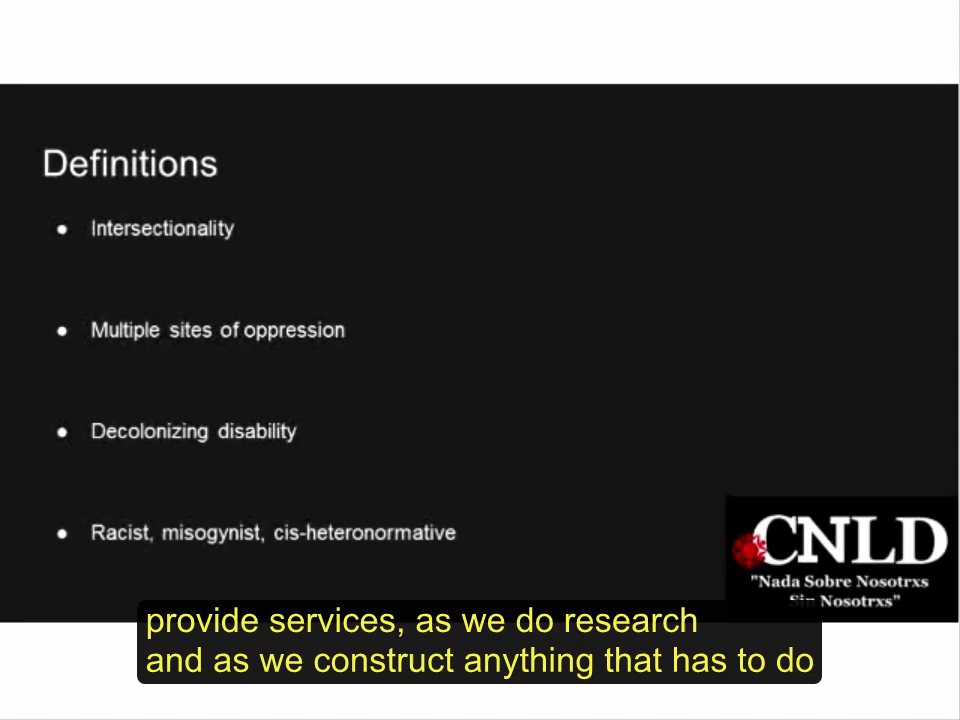 Definitions
● Intersectionality
● Multiple sites of oppression
● Decolonizing disability
● Racist, misogynist, cis-heteronormative
CNLD
"Nada Sobre Nosotrxs
Sin Nosotrxs"
provide services, as we do research
and as we construct anything that has to do